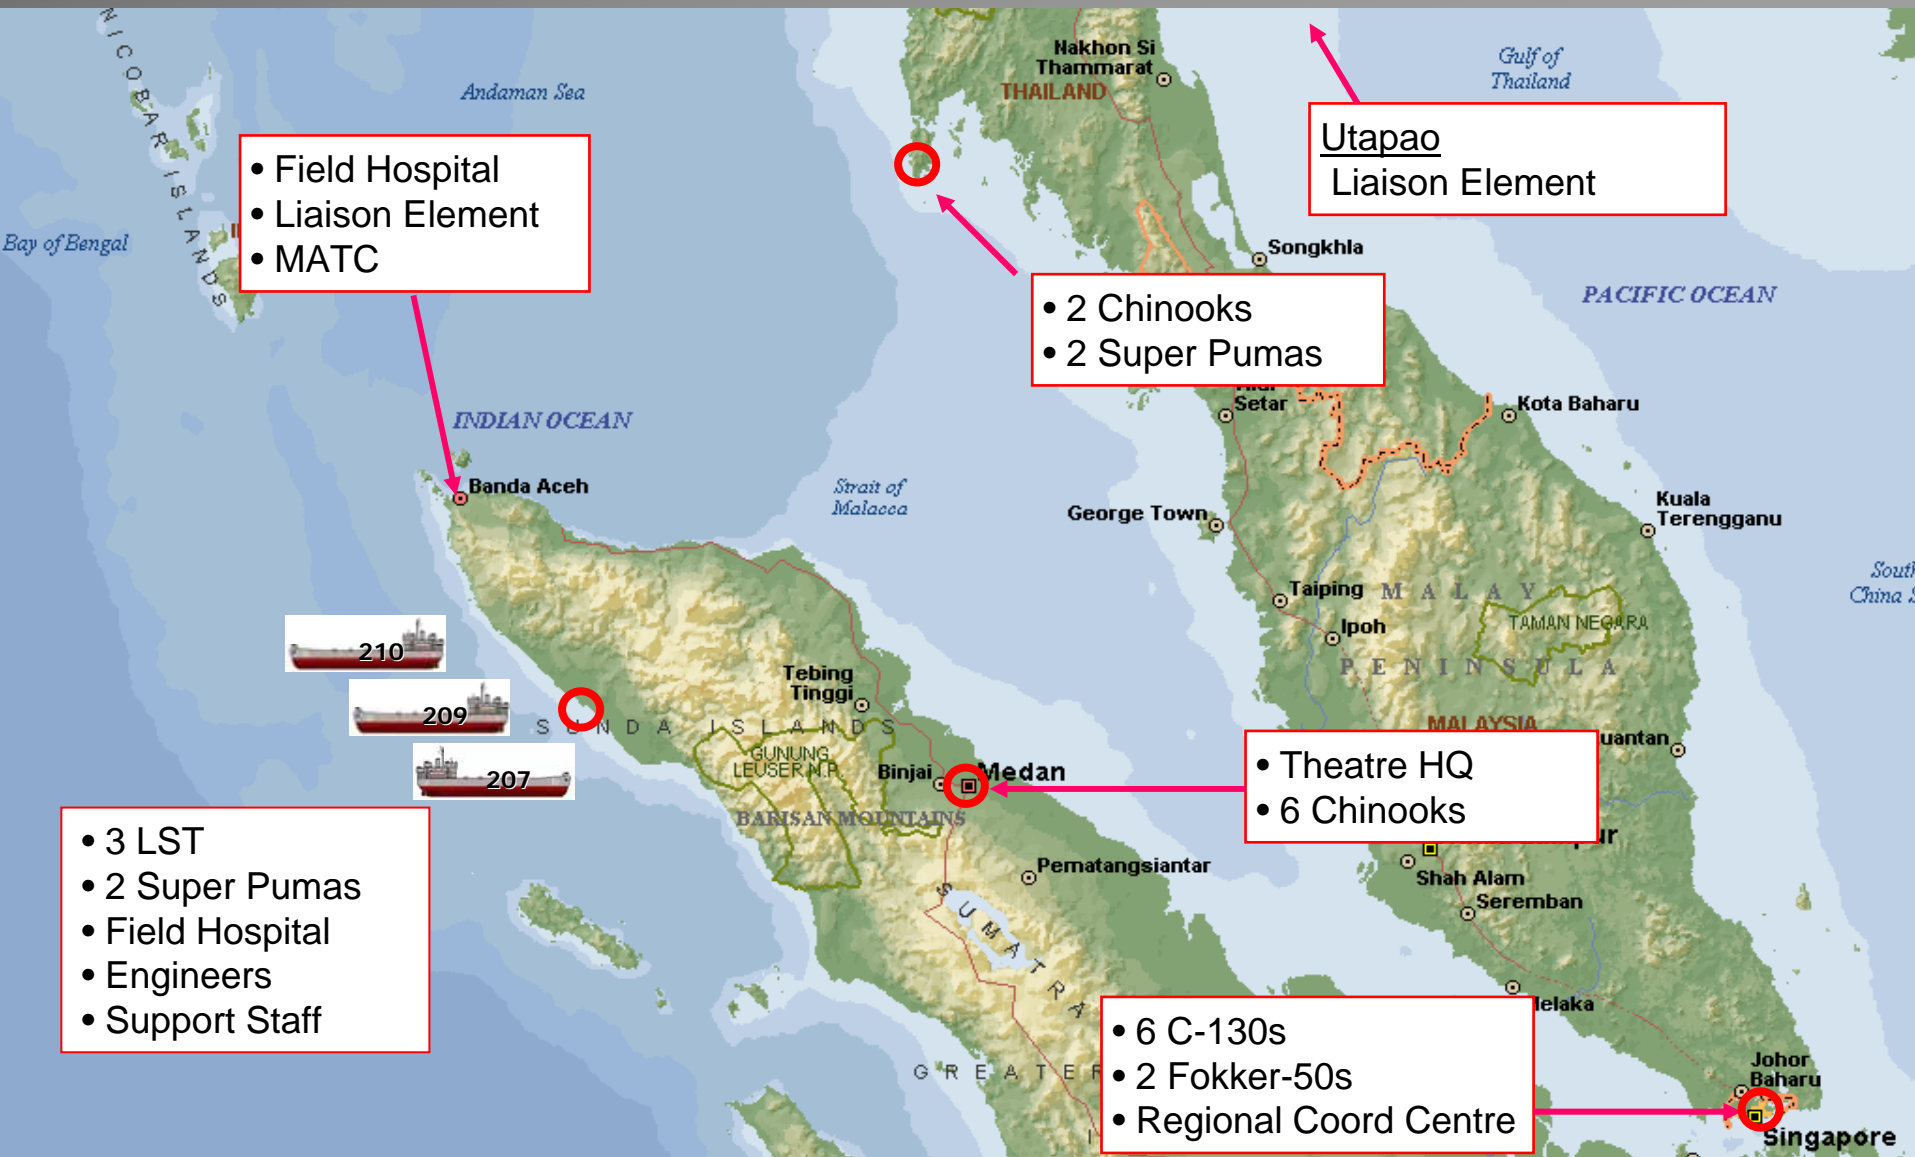 NICOBAR ISLANDS
Andaman Sea
Nakhon Si
Thammarat
THAILAND
Gulf of
Thailand
• Field Hospital
• Liaison Element
• MATC
Utapao
Liaison Element
Bay of Bengal
Songkhla
PACIFIC OCEAN
• 2 Chinooks
• 2 Super Pumas
Setar
Kota Baharu
INDIAN OCEAN
Banda Aceh
Strait of
Malacca
George Town
Kuala
Terengganu
South
China S
Taiping
MALAY
TAMAN NEGARA
Ipoh
PENINSULA
210
209
207
Tebing
Tinggi
SUNDA ISLANDS
GUNUNG
LEUSER N.P.
Binjai
Medan
BARISAN MOUNTAINS
MALAYSIA
uantan
• Theatre HQ
• 6 Chinooks
pur
Shah Alam
Seremban
Pematangsiantar
SUMATRA
• 3 LST
• 2 Super Pumas
• Field Hospital
• Engineers
• Support Staff
elaka
GREATER
• 6 C-130s
• 2 Fokker-50s
• Regional Coord Centre
Johor
Baharu
Singapore